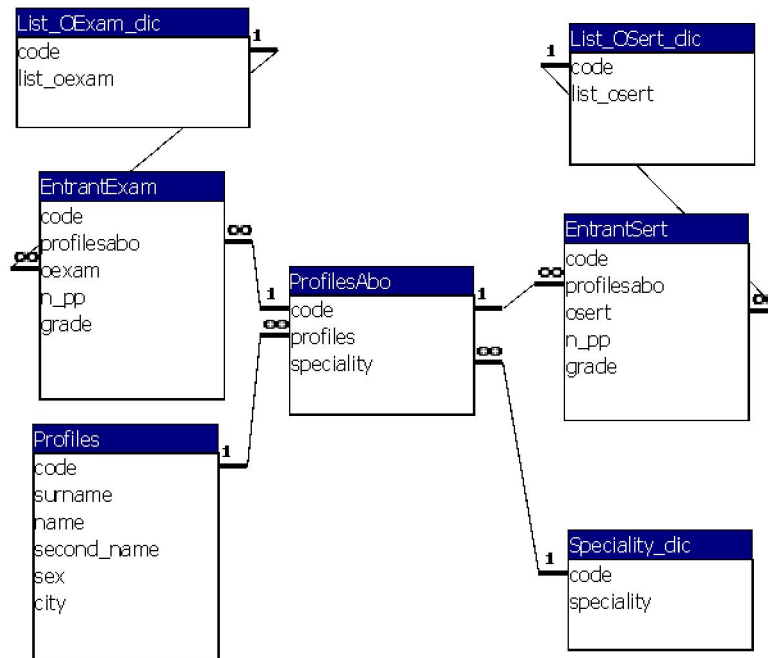 List_OExam_dic
code
list_oexam
1
List_OSert_dic
code
list_osert
1
EntrantExam
code
profilesabo
oexam
n_pp
grade
∞
∞
ProfilesAbo
code
profiles
speciality
1
∞
1
∞
EntrantSert
code
profilesabo
osert
n_pp
grade
∞
∞
Profiles
code
surname
name
second_name
sex
city
1
Speciality_dic
code
speciality
1